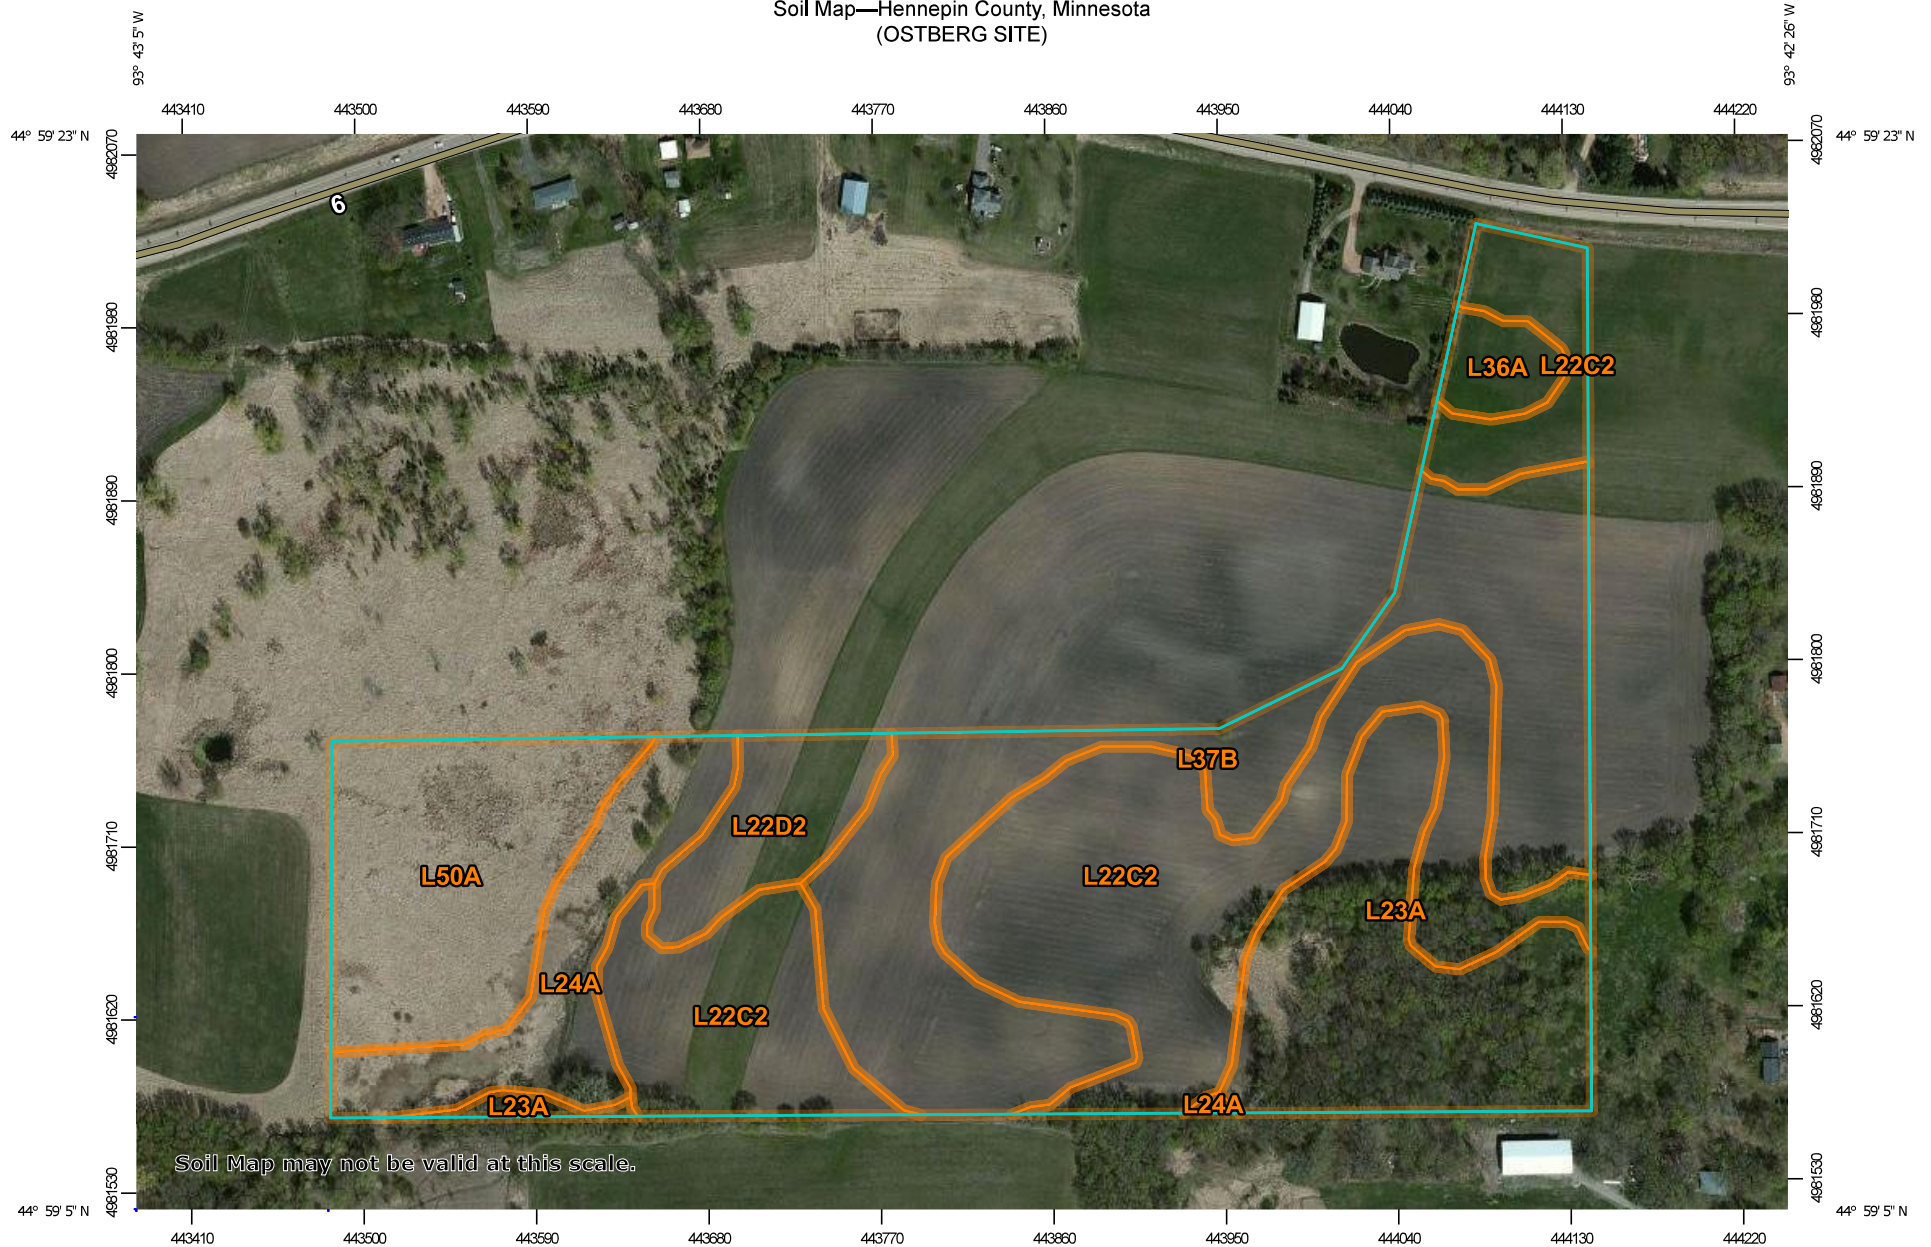 Soil Map—Hennepin County, Minnesota
(OSTBERG SITE)
93° 43' 5" W
93° 42' 26" W
443410 443500 443590 443680 443770 443860 443950 444040 444130 444220
44° 59' 23" N
44° 59' 23" N
4982070
4982070
6
4981980
4981980
L36A L22C2
4981890
4981890
4981800
4981800
L37B
4981710
4981710
L22D2
L50A
L22C2
L23A
L24A
L22C2
4981620
4981620
L23A
L24A
Soil Map may not be valid at this scale.
4981530
4981530
44° 59' 5" N
44° 59' 5" N
443410 443500 443590 443680 443770 443860 443950 444040 444130 444220